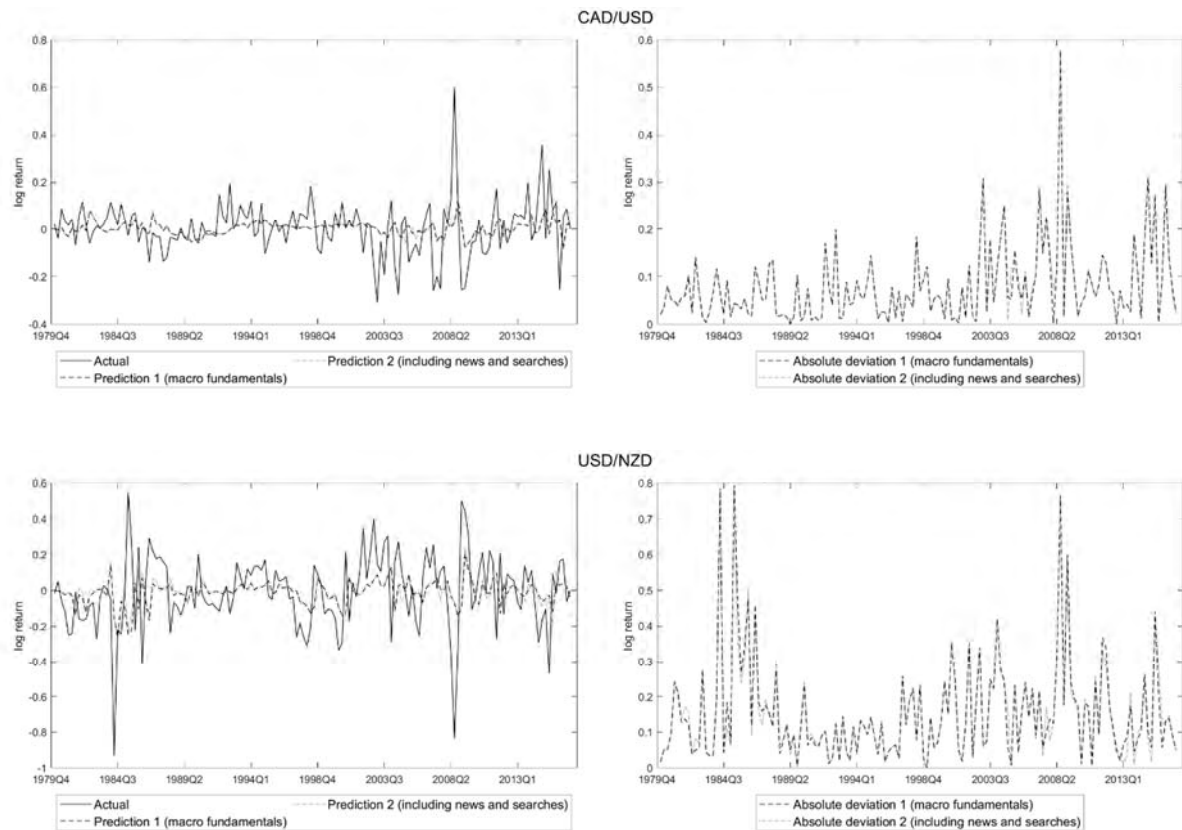 CAD/USD
0.8
0.6
0.4
0.2
0
-0.2
-0.4
log return
1979Q4 1984Q3 1989Q2 1994Q1 1998Q4 2003Q3 2008Q2 2013Q1
Actual
Prediction 2 (including news and searches)
Prediction 1 (macro fundamentals)
0.6
0.5
0.4
0.3
0.2
0.1
0
log return
1979Q4 1984Q3 1989Q2 1994Q1 1998Q4 2003Q3 2008Q2 2013Q1
Absolute deviation 1 (macro fundamentals)
Absolute deviation 2 (including news and searches)
USD/NZD
0.6
0.4
0.2
0
-0.2
-0.4
-0.6
-0.8
-1
log return
1979Q4 1984Q3 1989Q2 1994Q1 1998Q4 2003Q3 2008Q2 2013Q1
Actual
Prediction 2 (including news and searches)
Prediction 1 (macro fundamentals)
0.8
0.7
0.6
0.5
0.4
0.3
0.2
0.1
0
log return
1979Q4 1984Q3 1989Q2 1994Q1 1998Q4 2003Q3 2008Q2 2013Q1
Absolute deviation 1 (macro fundamentals)
Absolute deviation 2 (including news and searches)